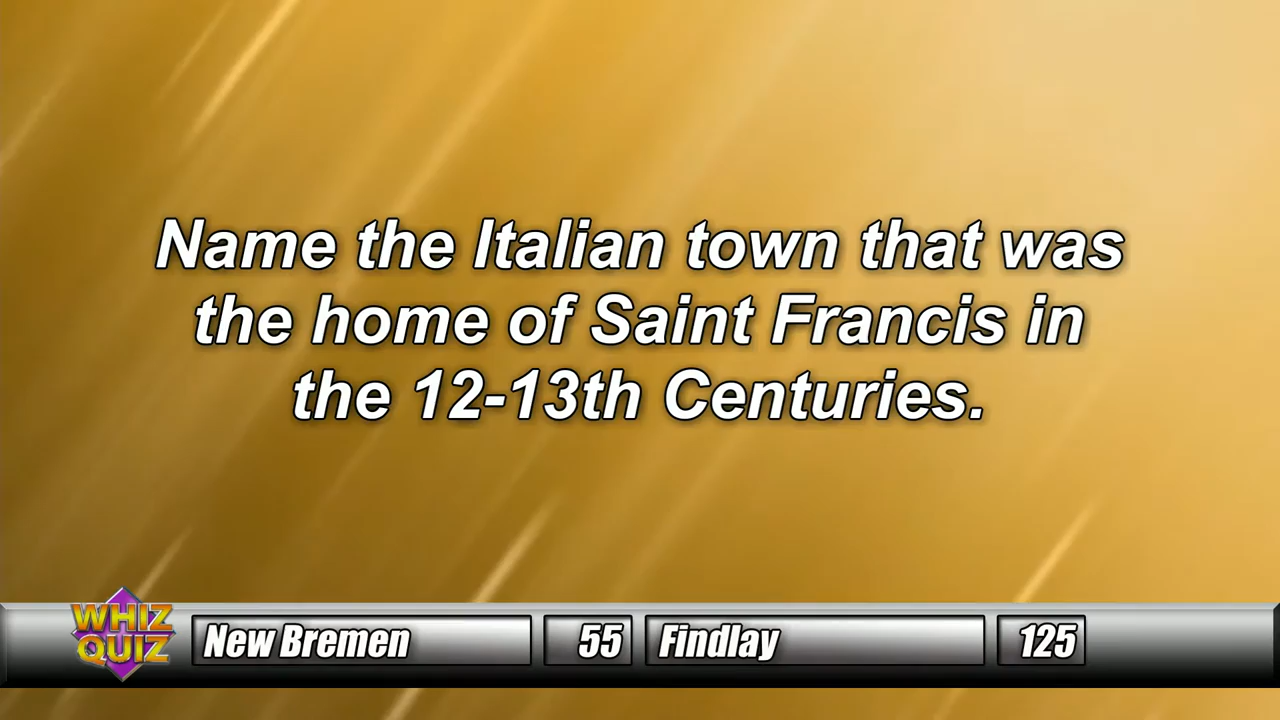 Name the Italian town that was
the home of Saint Francis in
the 12-13th Centuries.
WHIZ
QUIZ
New Bremen 55 Findlay 125